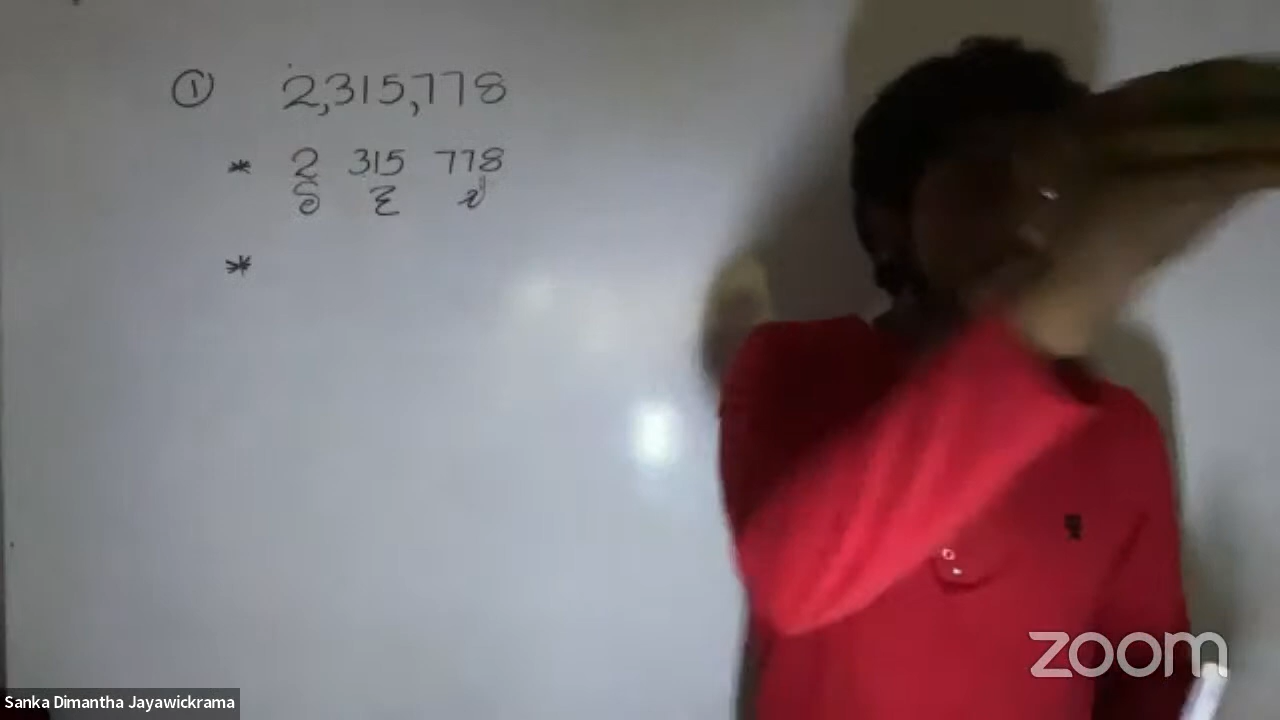 ① 2,315,778
* 2 315 778
*
zoom
Sanka Dimantha Jayawickrama